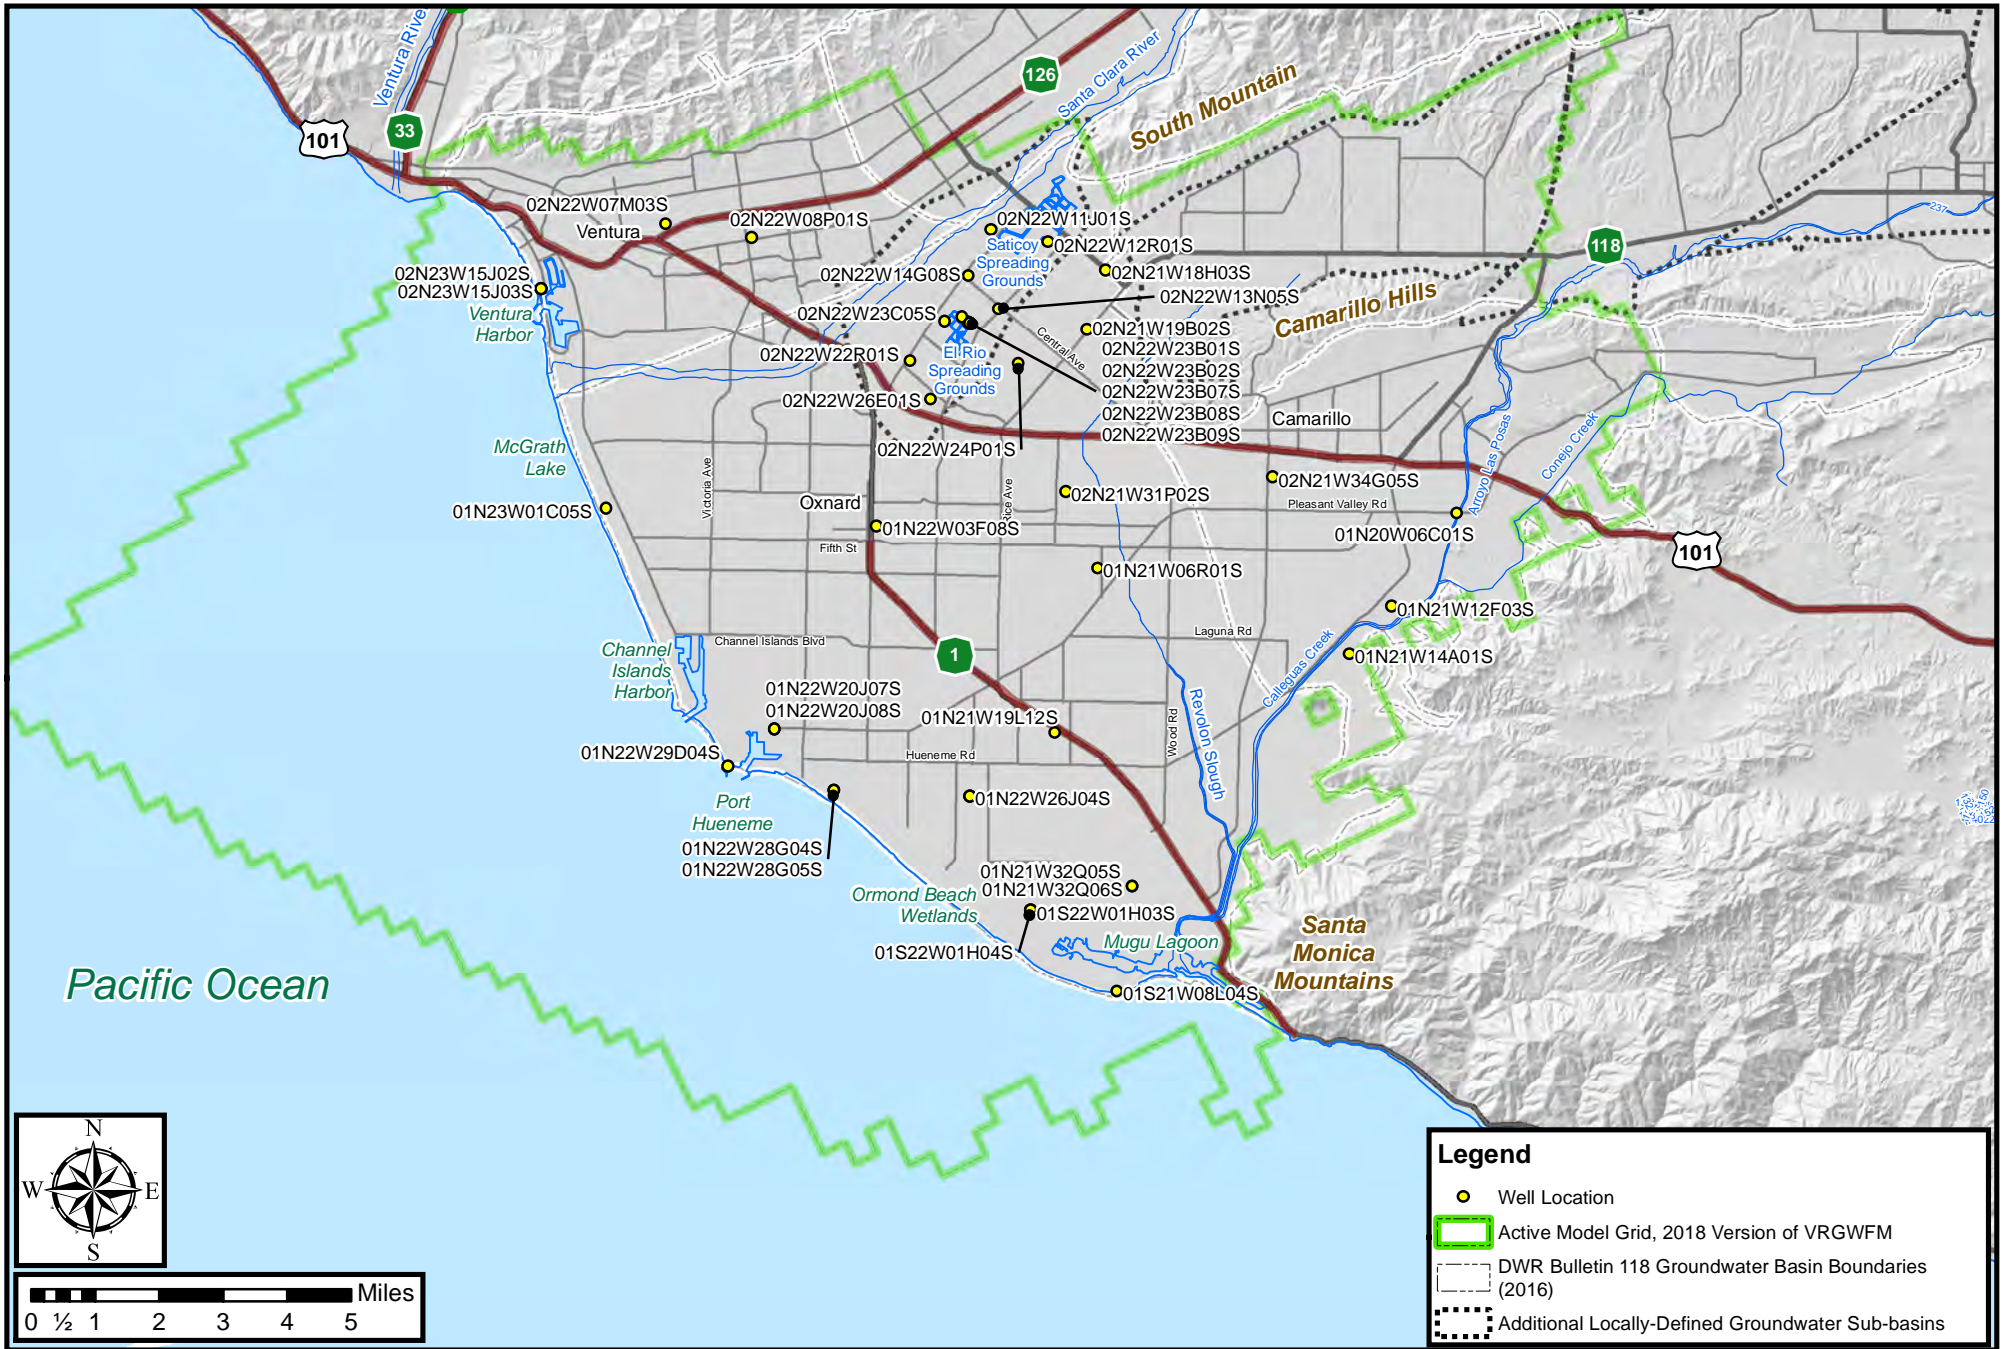 Ventura River
Santa Clara River
126
South Mountain
33
101
02N22W07M03S
Ventura
02N22W08P01S
02N22W11J01S
Saticoy
Spreading
Grounds
02N22W12R01S
237
118
02N23W15J02S
02N23W15J03S
Ventura
Harbor
02N22W14G08S
02N21W18H03S
02N22W13N05S
Camarillo Hills
02N22W23C05S
Central Ave
02N21W19B02S
02N22W22R01S
El Rio
Spreading
Grounds
02N22W23B01S
02N22W23B02S
02N22W23B07S
02N22W23B08S
02N22W23B09S
02N22W26E01S
Camarillo
02N22W24P01S
McGrath
Lake
Victoria Ave
Rice Ave
Arroyo Las Posas
Conejo Creek
02N21W34G05S
02N21W31P02S
Pleasant Valley Rd
Oxnard
01N23W01C05S
01N22W03F08S
01N20W06C01S
Fifth St
101
01N21W06R01S
01N21W12F03S
Channel Islands Blvd
Laguna Rd
1
Channel
Islands
Harbor
Calleguas Creek
01N21W14A01S
01N22W20J07S
01N22W20J08S
01N21W19L12S
Wood Rd
Revolon Slough
01N22W29D04S
Hueneme Rd
Port
Hueneme
01N22W26J04S
01N22W28G04S
01N22W28G05S
01N21W32Q05S
01N21W32Q06S
Ormond Beach
Wetlands
01S22W01H03S
01S22W01H04S
Mugu Lagoon
Santa
Monica
Mountains
01S21W08L04S
Pacific Ocean
N
W E
S
Miles
0 ½ 1 2 3 4 5
Legend
Well Location
Active Model Grid, 2018 Version of VRGWFM
DWR Bulletin 118 Groundwater Basin Boundaries
(2016)
Additional Locally-Defined Groundwater Sub-basins